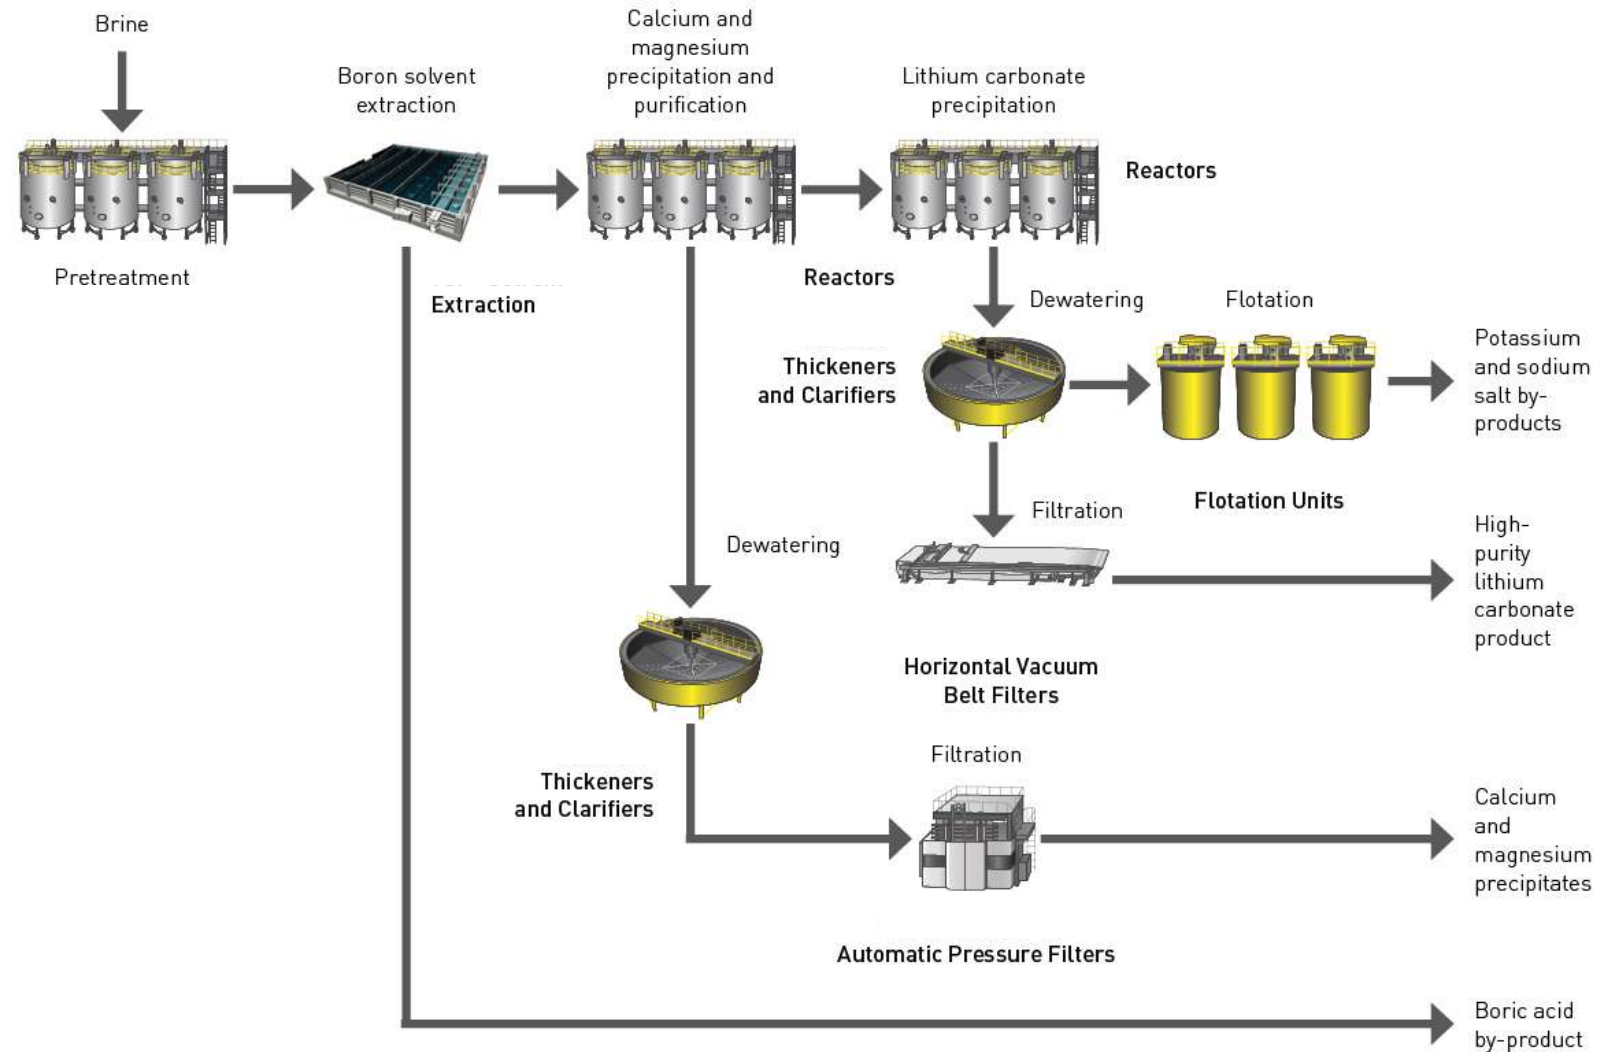 Brine
Boron solvent
extraction
Calcium and
magnesium
precipitation and
purification
Lithium carbonate
precipitation
Reactors
Pretreatment
Extraction
Reactors
Dewatering
Flotation
Thickeners
and Clarifiers
Potassium
and sodium
salt by-
products
Flotation Units
Filtration
Dewatering
High-
purity
lithium
carbonate
product
Horizontal Vacuum
Belt Filters
Filtration
Thickeners
and Clarifiers
Calcium
and
magnesium
precipitates
Automatic Pressure Filters
Boric acid
by-product